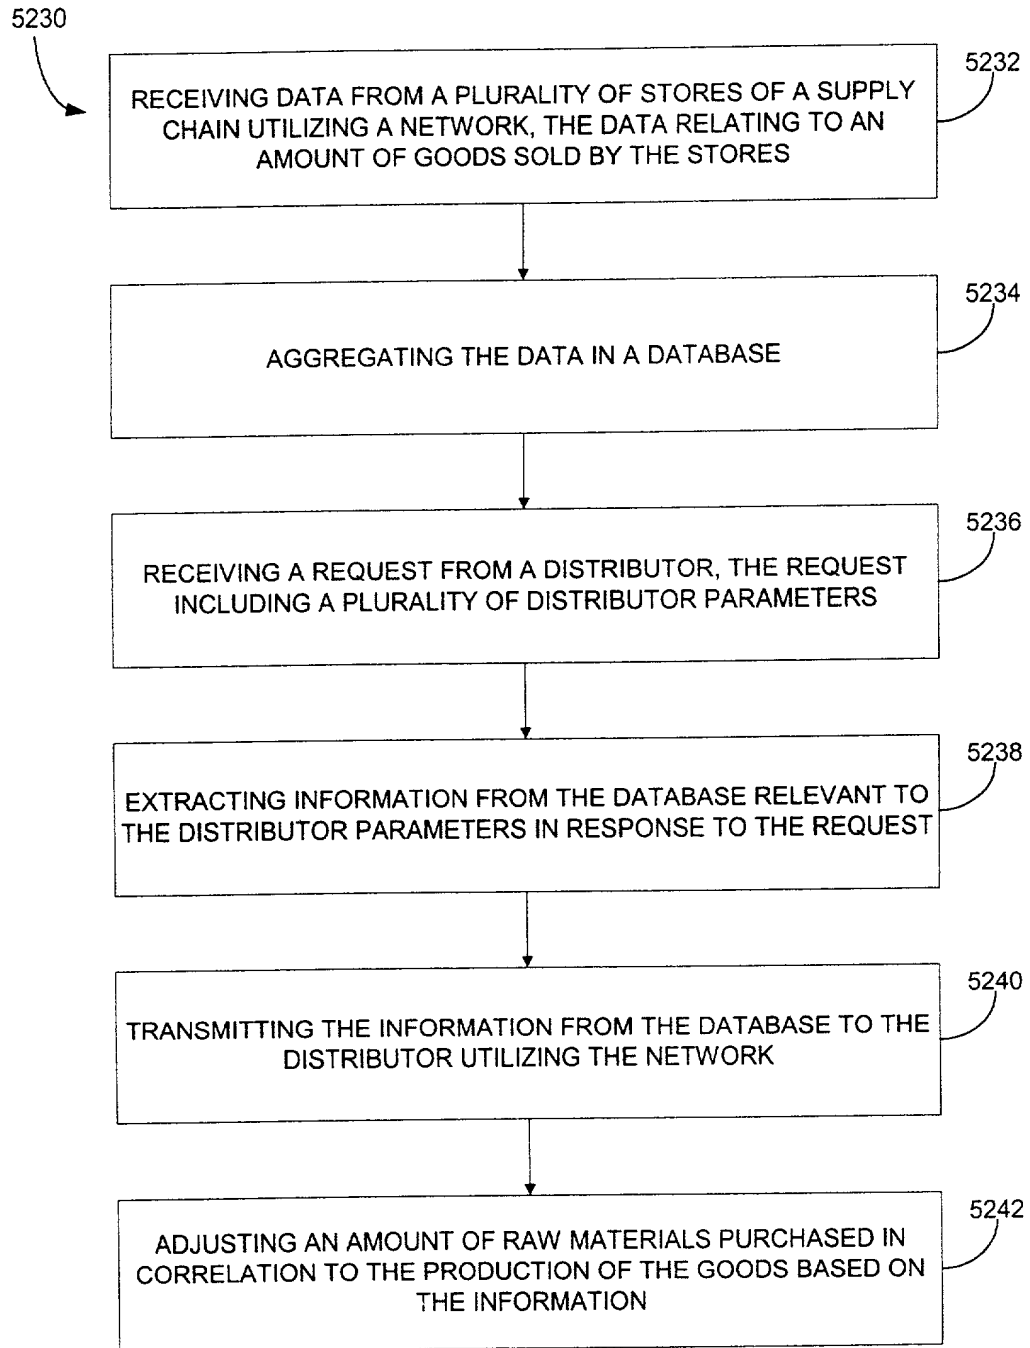 5230
RECEIVING DATA FROM A PLURALITY OF STORES OF A SUPPLY
CHAIN UTILIZING A NETWORK, THE DATA RELATING TO AN
AMOUNT OF GOODS SOLD BY THE STORES
5232
AGGREGATING THE DATA IN A DATABASE
5234
RECEIVING A REQUEST FROM A DISTRIBUTOR, THE REQUEST
INCLUDING A PLURALITY OF DISTRIBUTOR PARAMETERS
5236
EXTRACTING INFORMATION FROM THE DATABASE RELEVANT TO
THE DISTRIBUTOR PARAMETERS IN RESPONSE TO THE REQUEST
5238
TRANSMITTING THE INFORMATION FROM THE DATABASE TO THE
DISTRIBUTOR UTILIZING THE NETWORK
5240
ADJUSTING AN AMOUNT OF RAW MATERIALS PURCHASED IN
CORRELATION TO THE PRODUCTION OF THE GOODS BASED ON
THE INFORMATION
5242